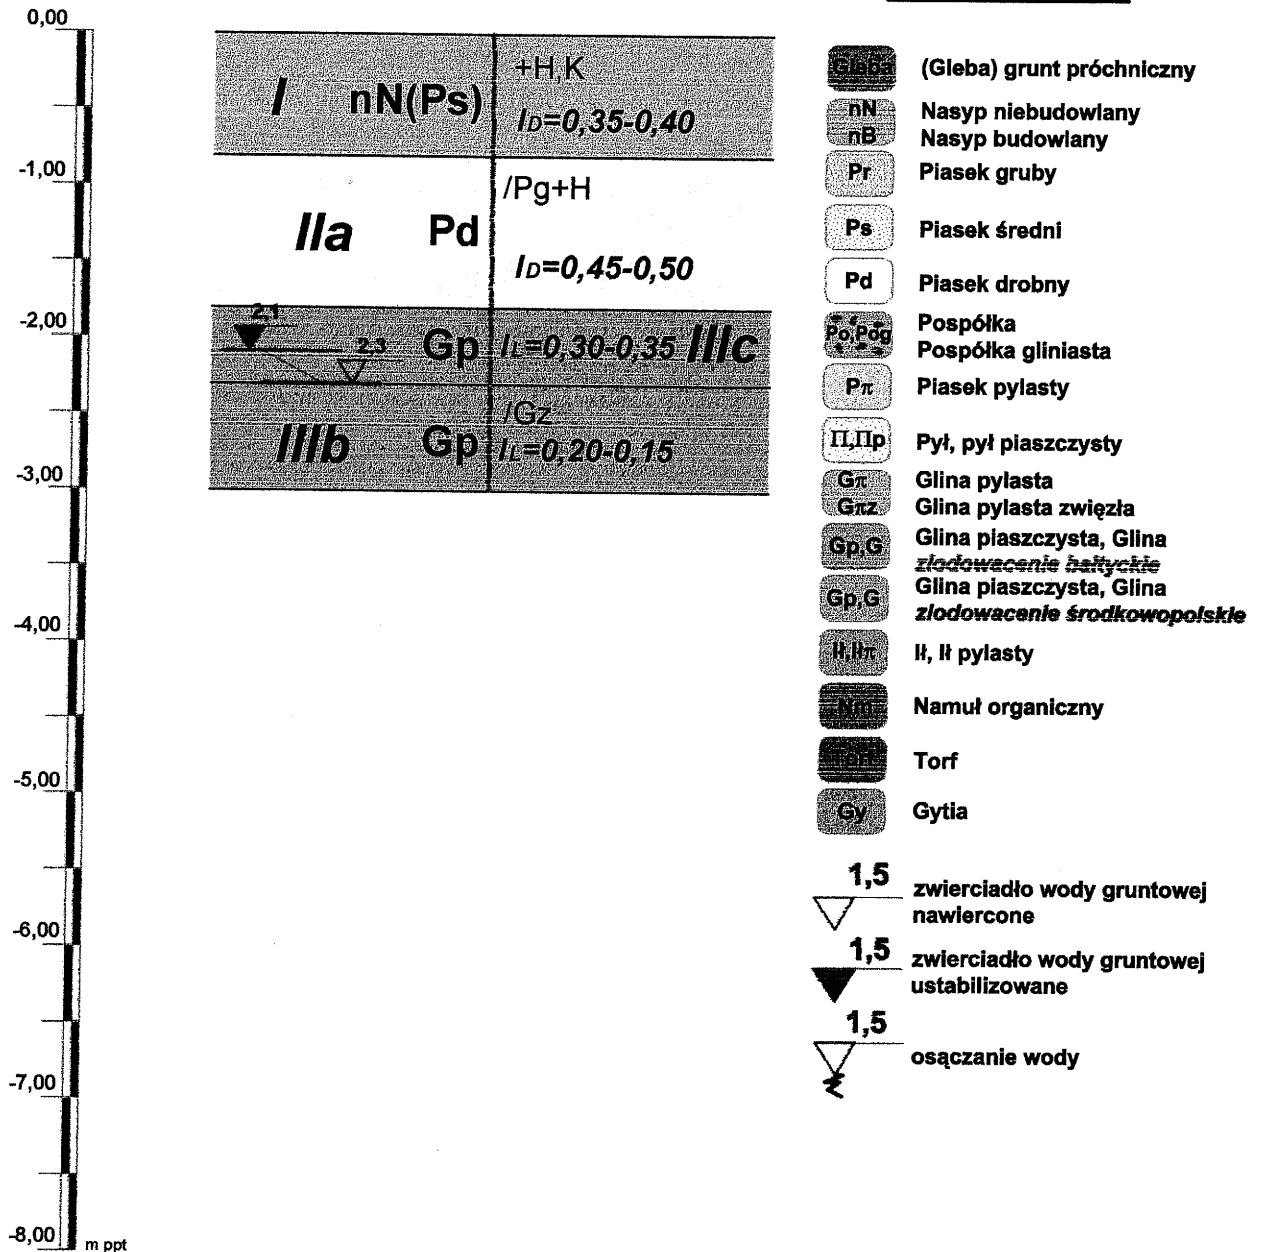 0,00
-1,00
-2,00
-3,00
-4,00
-5,00
-6,00
-7,00
-8,00
m ppt
I nN(Ps) +H,K
ID=0,35-0,40
/Pg+H
IIa Pd
ID=0,45-0,50
2,1
2,3
Gp IL=0,30-0,35 IIIc
/Gz
IIIb Gp IL=0,20-0,15
Gleba (Gleba) grunt próchniczny
nN Nasyp niebudowlany
nB Nasyp budowlany
Pr Piasek gruby
Ps Piasek średni
Pd Piasek drobny
Po,Pog Pospółka
Pospółka gliniasta
Pπ Piasek pylasty
Π,Πp Pył, pył piaszczysty
Gπ Glina pylasta
Gπz Glina pylasta zwięzła
Gp,G Glina piaszczysta, Glina
zlodowacenie bałtyckie
Gp,G Glina piaszczysta, Glina
zlodowacenie środkowopolskie
Ił,Iłπ Ił, Ił pylasty
Nm Namuł organiczny
Torf Torf
Gy Gytia
1,5 zwierciadło wody gruntowej
nawiercone
1,5 zwierciadło wody gruntowej
ustabilizowane
1,5
osączanie wody